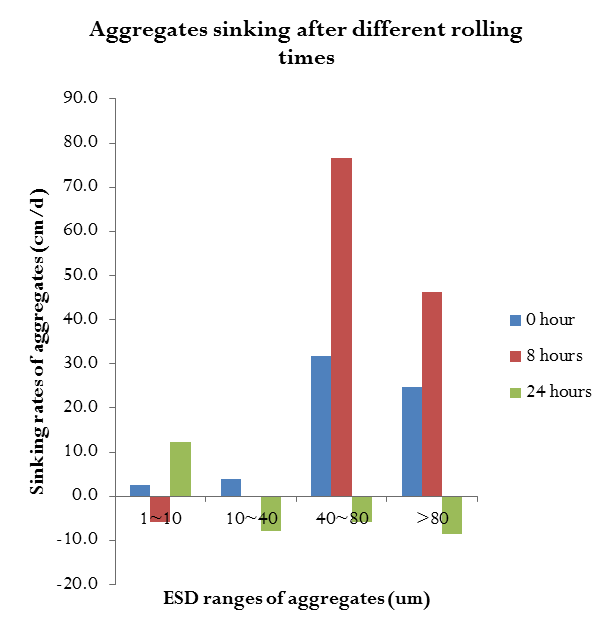 Aggregates sinking after different rolling
times
90.0
80.0
70.0
60.0
50.0
40.0
30.0
20.0
10.0
0.0
-10.0
-20.0
Sinking rates of aggregates (cm/d)
1~10 10~40 40~80 >80
ESD ranges of aggregates (um)
0 hour
8 hours
24 hours